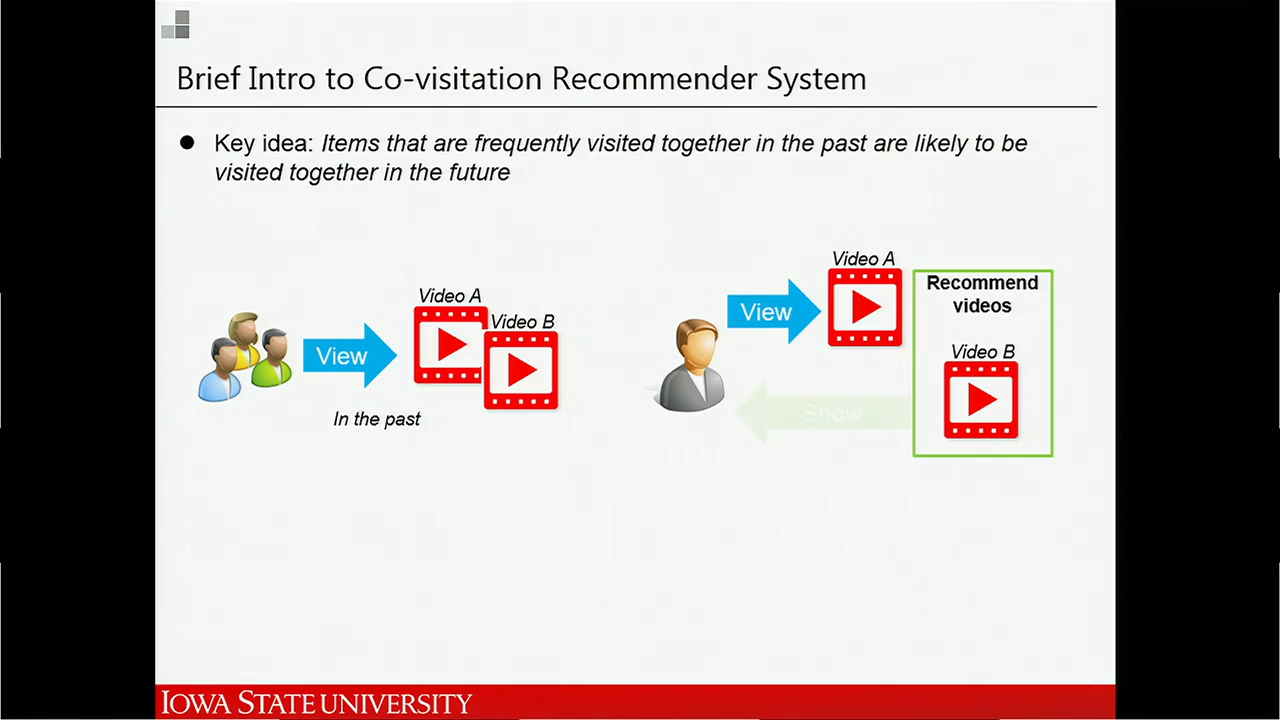 Brief Intro to Co-visitation Recommender System
Key idea: Items that are frequently visited together in the past are likely to be
visited together in the future
Video A
Video B
View
In the past
View
Video A
Recommend
videos
Video B
Show
IOWA STATE UNIVERSITY